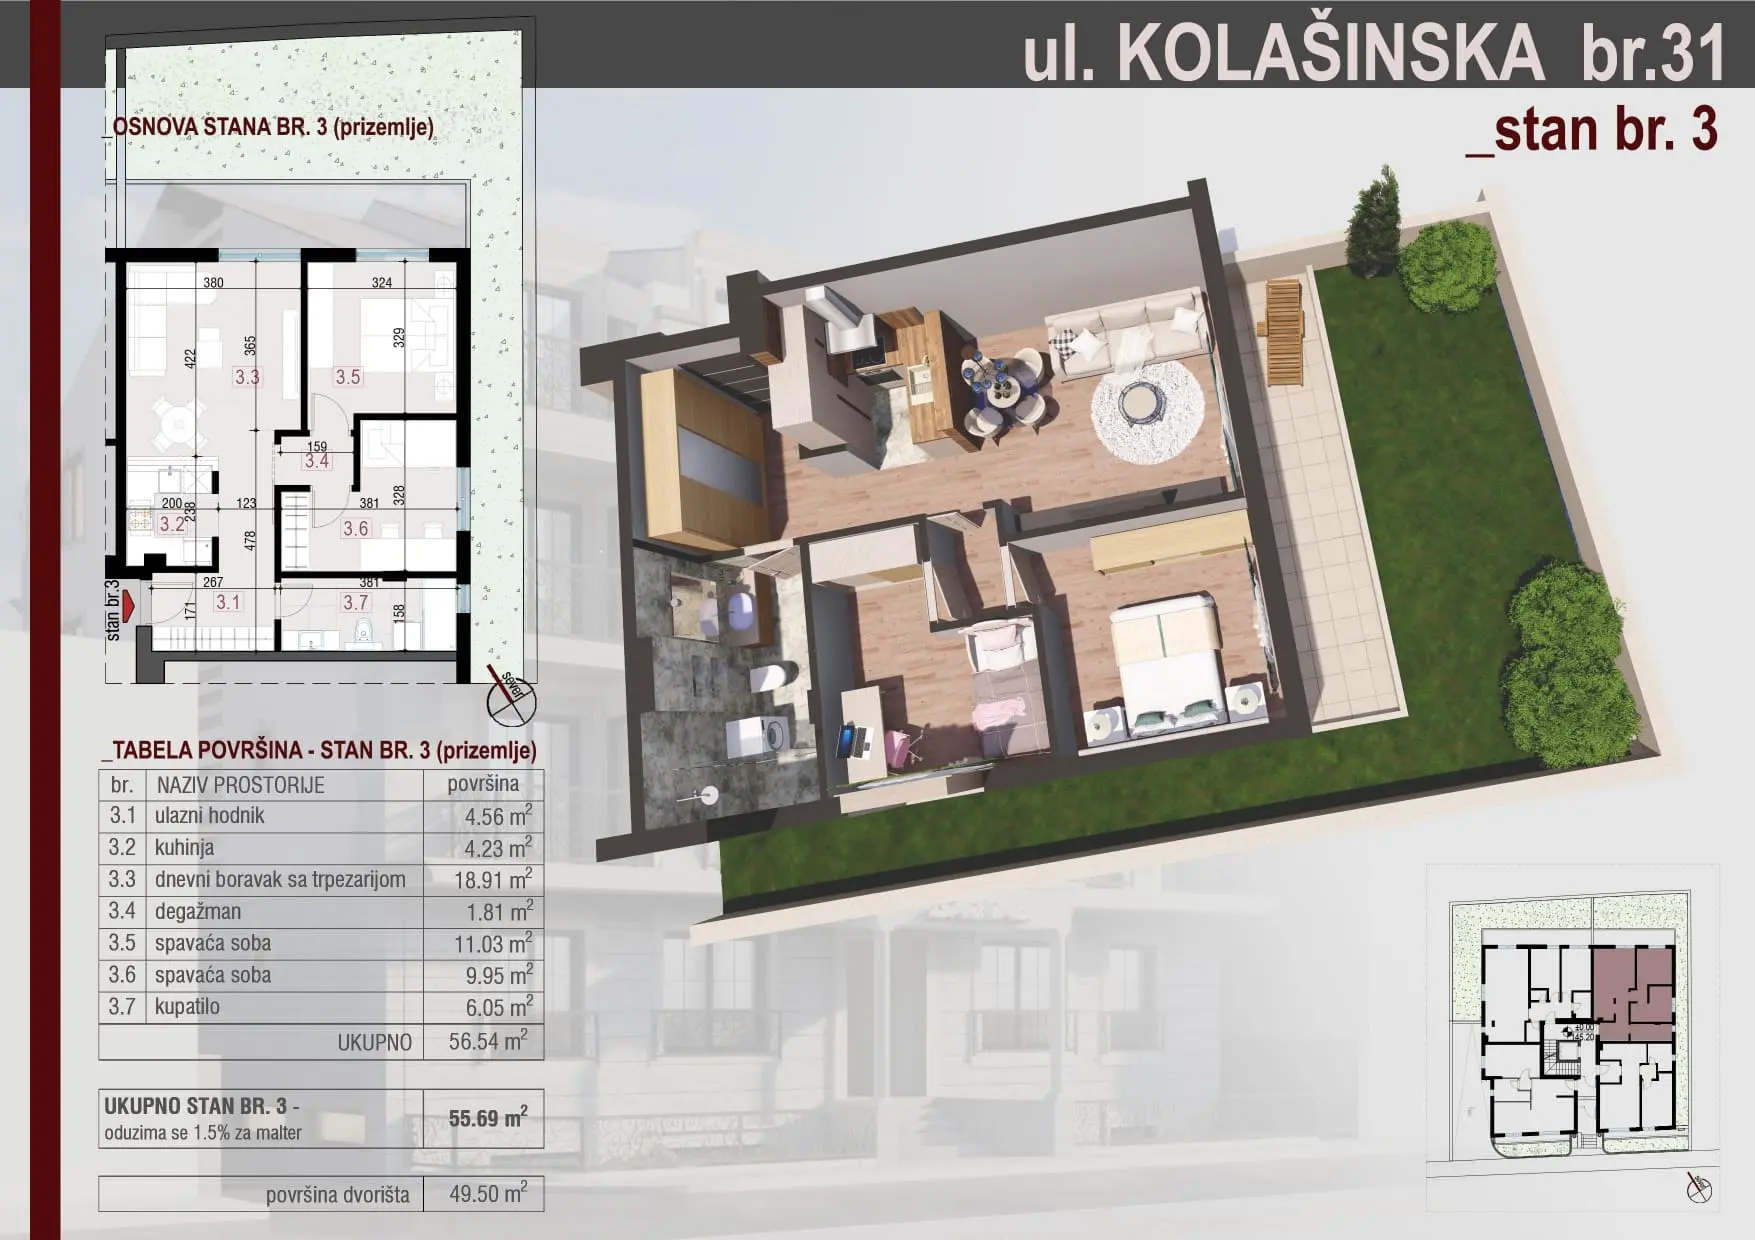 ul. KOLAŠINSKA br.31
_stan br. 3
_OSNOVA STANA BR. 3 (prizemlje)
380
324
422
365
329
3.3
3.5
159
3.4
200
238
123
381
328
3.2
3.6
478
267
381
171
3.1
3.7
158
stan br.3
sever
_TABELA POVRŠINA - STAN BR. 3 (prizemlje)
br. NAZIV PROSTORIJE površina
3.1 ulazni hodnik 4.56 m²
3.2 kuhinja 4.23 m²
3.3 dnevni boravak sa trpezarijom 18.91 m²
3.4 degažman 1.81 m²
3.5 spavaća soba 11.03 m²
3.6 spavaća soba 9.95 m²
3.7 kupatilo 6.05 m²
UKUPNO 56.54 m²
UKUPNO STAN BR. 3 - 55.69 m²
oduzima se 1.5% za malter
površina dvorišta 49.50 m²
±0.00